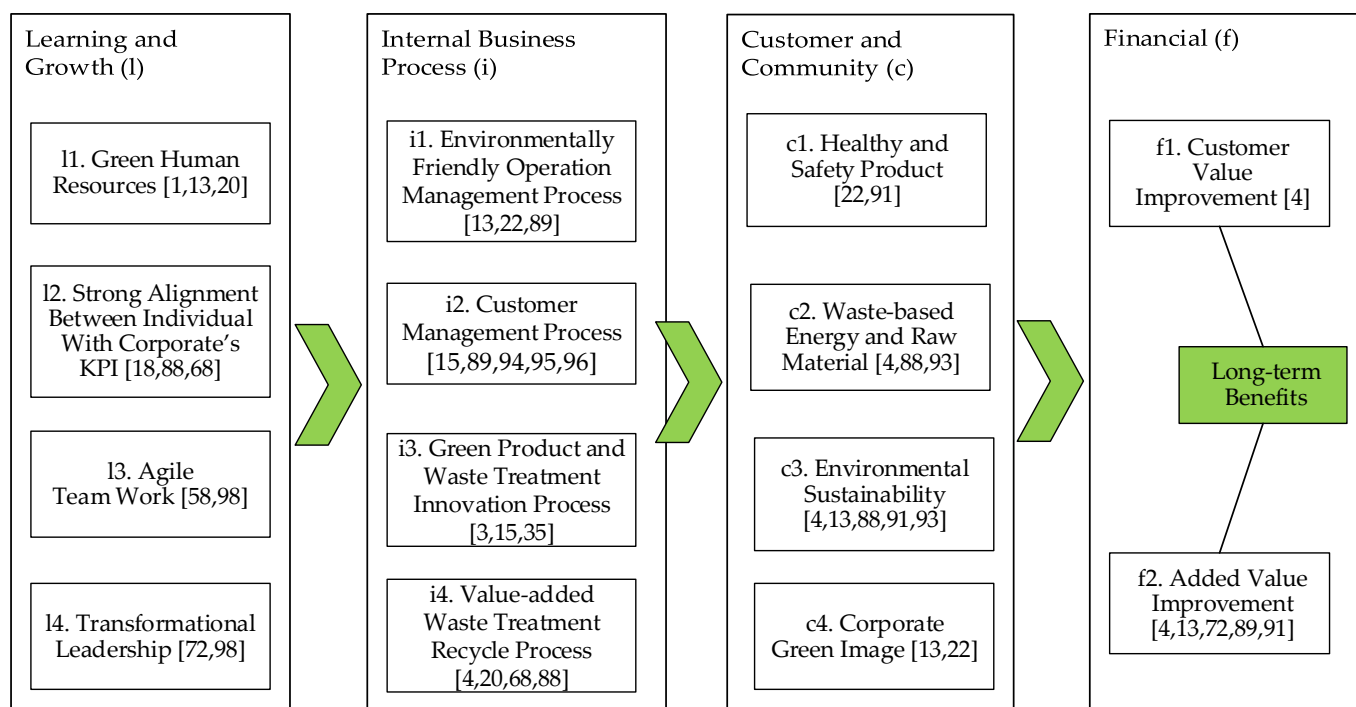 Learning and
Growth (l)
l1. Green Human
Resources [1,13,20]
l2. Strong Alignment
Between Individual
With Corporate’s
KPI [18,88,68]
l3. Agile
Team Work [58,98]
l4. Transformational
Leadership [72,98]
Internal Business
Process (i)
i1. Environmentally
Friendly Operation
Management Process
[13,22,89]
i2. Customer
Management Process
[15,89,94,95,96]
i3. Green Product and
Waste Treatment
Innovation Process
[3,15,35]
i4. Value-added
Waste Treatment
Recycle Process
[4,20,68,88]
Customer and
Community (c)
c1. Healthy and
Safety Product
[22,91]
c2. Waste-based
Energy and Raw
Material [4,88,93]
c3. Environmental
Sustainability
[4,13,88,91,93]
c4. Corporate
Green Image [13,22]
Financial (f)
f1. Customer
Value
Improvement [4]
Long-term
Benefits
f2. Added Value
Improvement
[4,13,72,89,91]